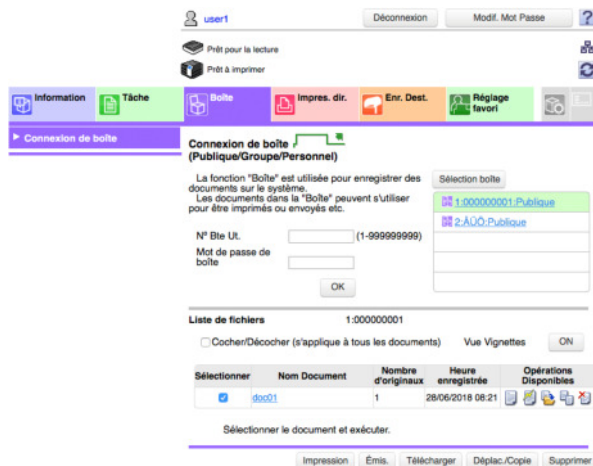 user1 Déconnexion Modif. Mot Passe ?
Prêt pour la lecture
Prêt à imprimer
Information Tâche Boîte Impres. dir. Enr. Dest. Réglage favori
Connexion de boîte
Connexion de boîte
(Publique/Groupe/Personnel)
La fonction "Boîte" est utilisée pour enregistrer des
documents sur le système.
Les documents dans la "Boîte" peuvent s'utiliser
pour être imprimés ou envoyés etc.
Sélection boîte
1:000000001:Publique
2:ÂÜÖ:Publique
N° Bte Ut. (1-999999999)
Mot de passe de
boîte
OK
Liste de fichiers 1:000000001
Cocher/Décocher (s'applique à tous les documents) Vue Vignettes ON
Sélectionner Nom Document Nombre d'originaux Heure enregistrée Opérations Disponibles
doc01 1 28/06/2018 08:21
Sélectionner le document et exécuter.
Impression Émis. Télécharger Déplac./Copie Supprimer